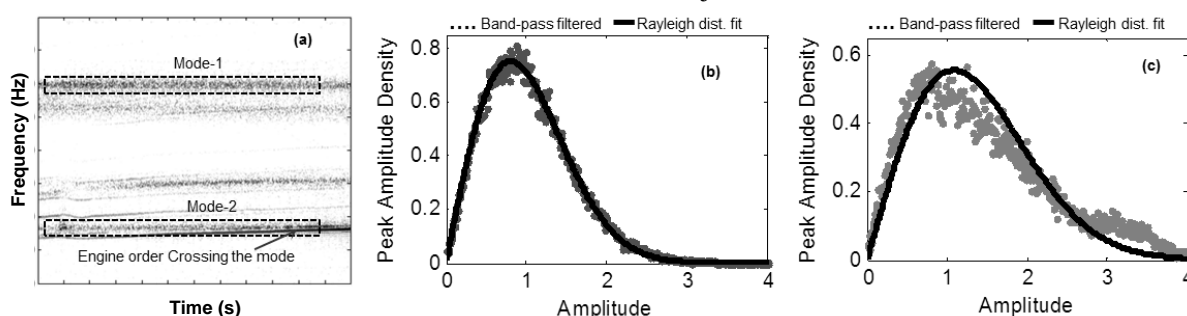 (a)
Mode-1
Mode-2
Engine order Crossing the mode
Frequency (Hz)
Time (s)
Band-pass filtered Rayleigh dist. fit
(b)
Peak Amplitude Density
0.8
0.6
0.4
0.2
0
0 1 2 3 4
Amplitude
Band-pass filtered Rayleigh dist. fit
(c)
Peak Amplitude Density
0.6
0.4
0.2
0
0 1 2 3 4
Amplitude